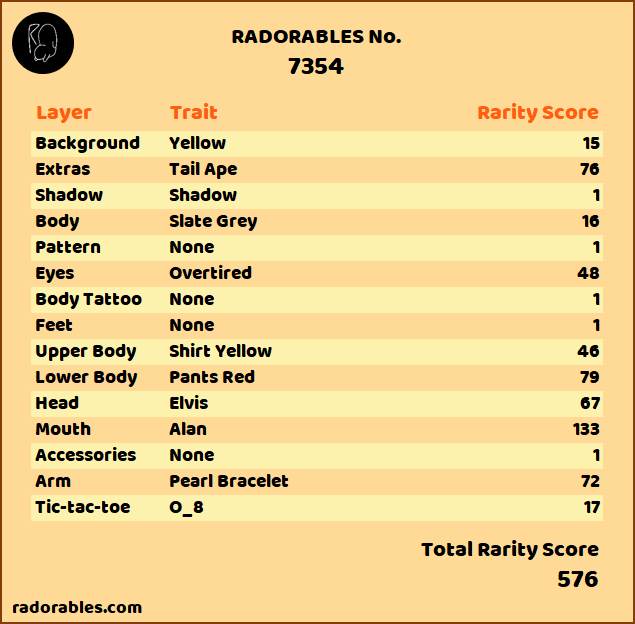 RADORABLES No.
7354
Layer Trait Rarity Score
Background Yellow 15
Extras Tail Ape 76
Shadow Shadow 1
Body Slate Grey 16
Pattern None 1
Eyes Overtired 48
Body Tattoo None 1
Feet None 1
Upper Body Shirt Yellow 46
Lower Body Pants Red 79
Head Elvis 67
Mouth Alan 133
Accessories None 1
Arm Pearl Bracelet 72
Tic-tac-toe O_8 17
Total Rarity Score
576
radorables.com